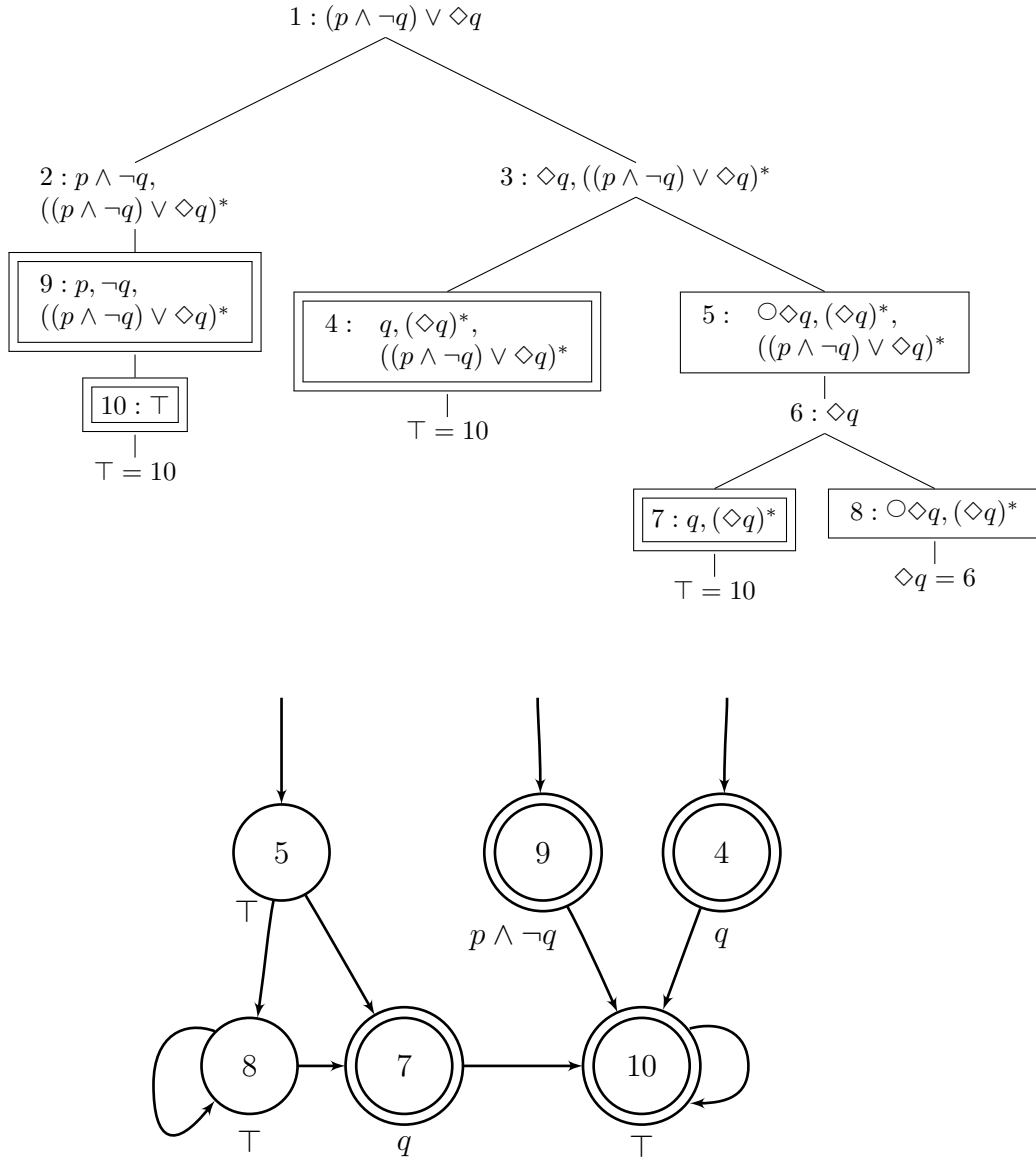 1 : (p ∧ ¬q) ∨ ◇q
2 : p ∧ ¬q,
((p ∧ ¬q) ∨ ◇q)*
3 : ◇q, ((p ∧ ¬q) ∨ ◇q)*
9 : p, ¬q,
((p ∧ ¬q) ∨ ◇q)*
4 : q, (◇q)*,
((p ∧ ¬q) ∨ ◇q)*
5 : ○◇q, (◇q)*,
((p ∧ ¬q) ∨ ◇q)*
10 : ⊤
⊤ = 10
⊤ = 10
6 : ◇q
7 : q, (◇q)*
8 : ○◇q, (◇q)*
⊤ = 10
◇q = 6
5
⊤
9
p ∧ ¬q
4
q
8
⊤
7
q
10
⊤